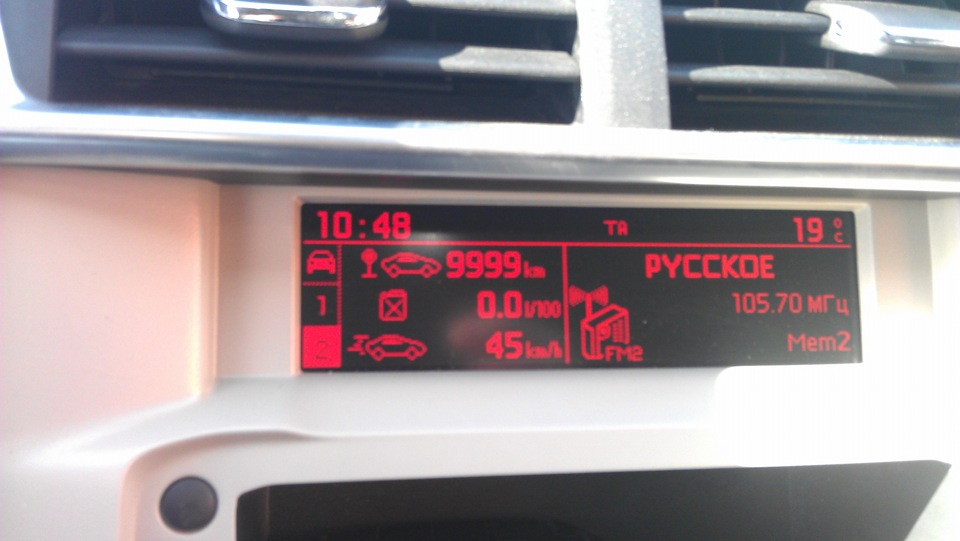 10:48 TA 19 °C
9999 km
1 0.0 l/100
2 45 km/h
РУССКОЕ
105.70 МГц
FM2 Mem2